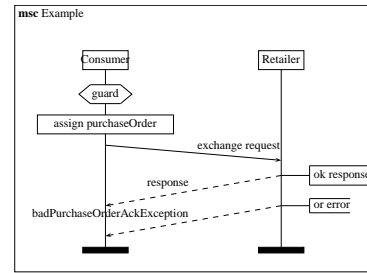 msc Example
Consumer
Retailer
guard
assign purchaseOrder
exchange request
ok response
response
badPurchaseOrderAckException
or error